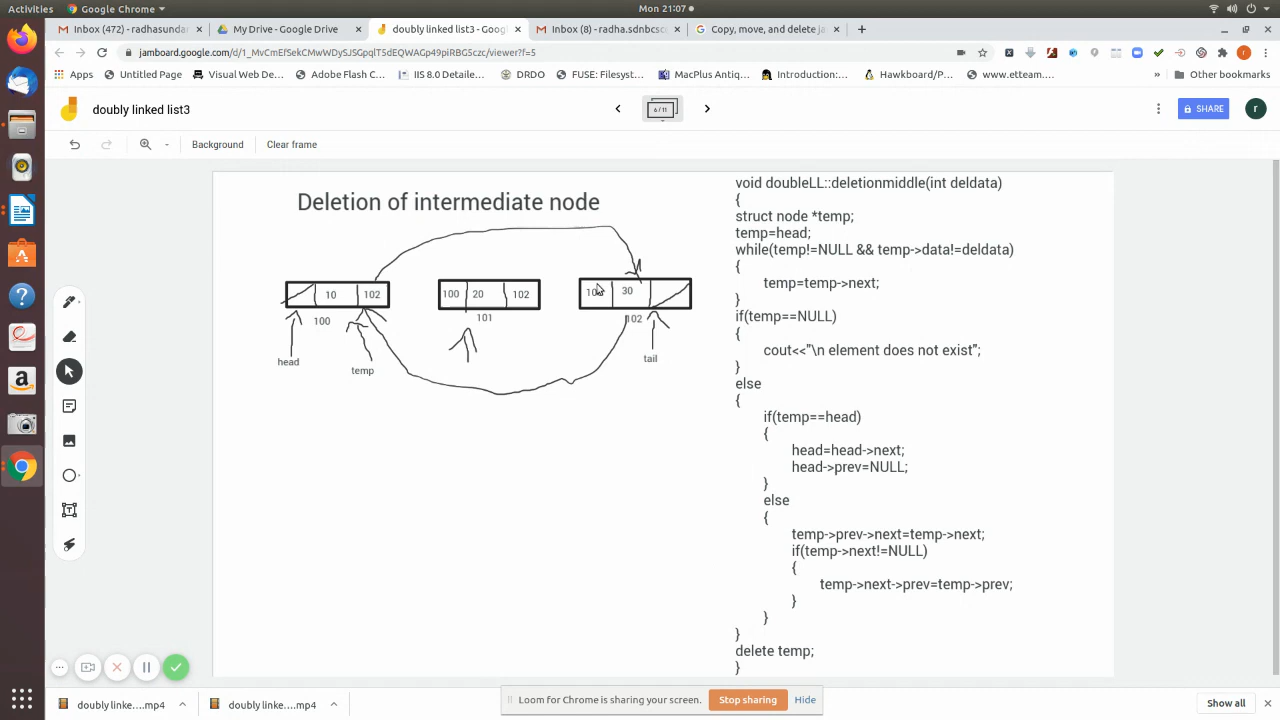 Activities
Google Chrome
Mon 21:07
Inbox (472) - radhasundar
My Drive - Google Drive
doubly linked list3 - Goog
Inbox (8) - radha.sdnbcsc
Copy, move, and delete ja
jamboard.google.com/d/1_MvCmEfSekCMwWDySJSGpqlT5dEQWAGp49piRBG5czc/viewer?f=5
Apps
Untitled Page
Visual Web De...
Adobe Flash C...
IIS 8.0 Detaile...
DRDO
FUSE: Filesyst...
MacPlus Antiq...
Introduction:...
Hawkboard/P...
www.etteam....
Other bookmarks
doubly linked list3
6 / 11
SHARE
r
Background
Clear frame
Deletion of intermediate node
10
102
100
20
102
30
100
101
102
head
temp
tail
void doubleLL::deletionmiddle(int deldata)
{
struct node *temp;
temp=head;
while(temp!=NULL && temp->data!=deldata)
{
temp=temp->next;
}
if(temp==NULL)
{
cout<<"\n element does not exist";
}
else
{
if(temp==head)
{
head=head->next;
head->prev=NULL;
}
else
{
temp->prev->next=temp->next;
if(temp->next!=NULL)
{
temp->next->prev=temp->prev;
}
}
}
delete temp;
}
doubly linke....mp4
doubly linke....mp4
Loom for Chrome is sharing your screen.
Stop sharing
Hide
Show all